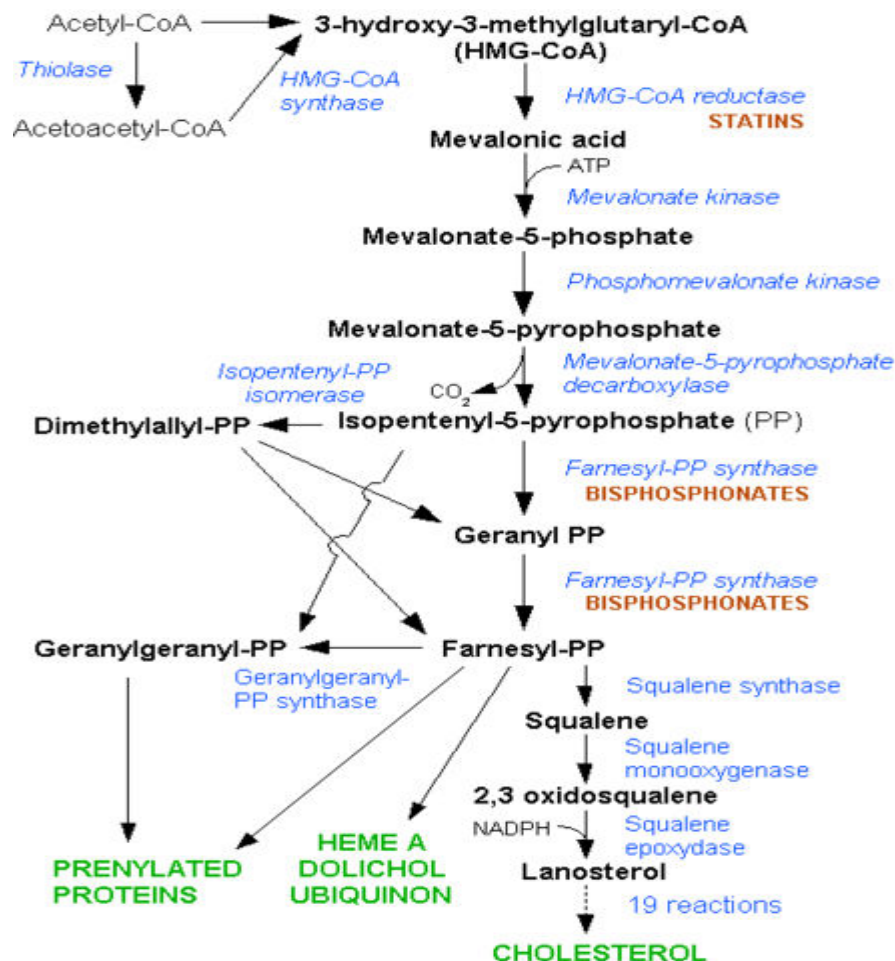 Acetyl-CoA
3-hydroxy-3-methylglutaryl-CoA
(HMG-CoA)
Thiolase
HMG-CoA
synthase
HMG-CoA reductase
STATINS
Acetoacetyl-CoA
Mevalonic acid
ATP
Mevalonate kinase
Mevalonate-5-phosphate
Phosphomevalonate kinase
Mevalonate-5-pyrophosphate
Isopentenyl-PP
isomerase
CO₂
Mevalonate-5-pyrophosphate
decarboxylase
Dimethylallyl-PP
Isopentenyl-5-pyrophosphate (PP)
Farnesyl-PP synthase
BISPHOSPHONATES
Geranyl PP
Farnesyl-PP synthase
BISPHOSPHONATES
Geranylgeranyl-PP
Farnesyl-PP
Geranylgeranyl-
PP synthase
Squalene synthase
Squalene
Squalene
monooxygenase
2,3 oxidosqualene
NADPH
Squalene
epoxydase
HEME A
DOLICHOL
UBIQUINON
PRENYLATED
PROTEINS
Lanosterol
19 reactions
CHOLESTEROL